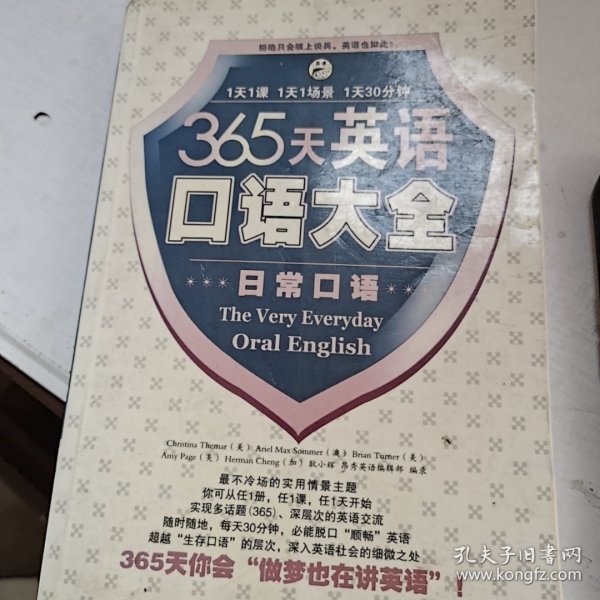 拒绝只会纸上谈兵、英语也如此！
1天1课 1天1场景 1天30分钟
365天英语
口语大全
日常口语
The Very Everyday
Oral English
Christina Themar（美）Ariel Max Sommer（澳）Brian Turner（美）
Amy Page（美）Herman Cheng（加）耿小辉 昂秀英语编辑部 编录
最不冷场的实用情景主题
你可从任1册，任1课，任1天开始
实现多话题（365）、深层次的英语交流
随时随地，每天30分钟，必能脱口“顺畅”英语
超越“生存口语”的层次，深入英语社会的细微之处
365天你会“做梦也在讲英语”！
孔夫子旧书网
www.kongfz.com